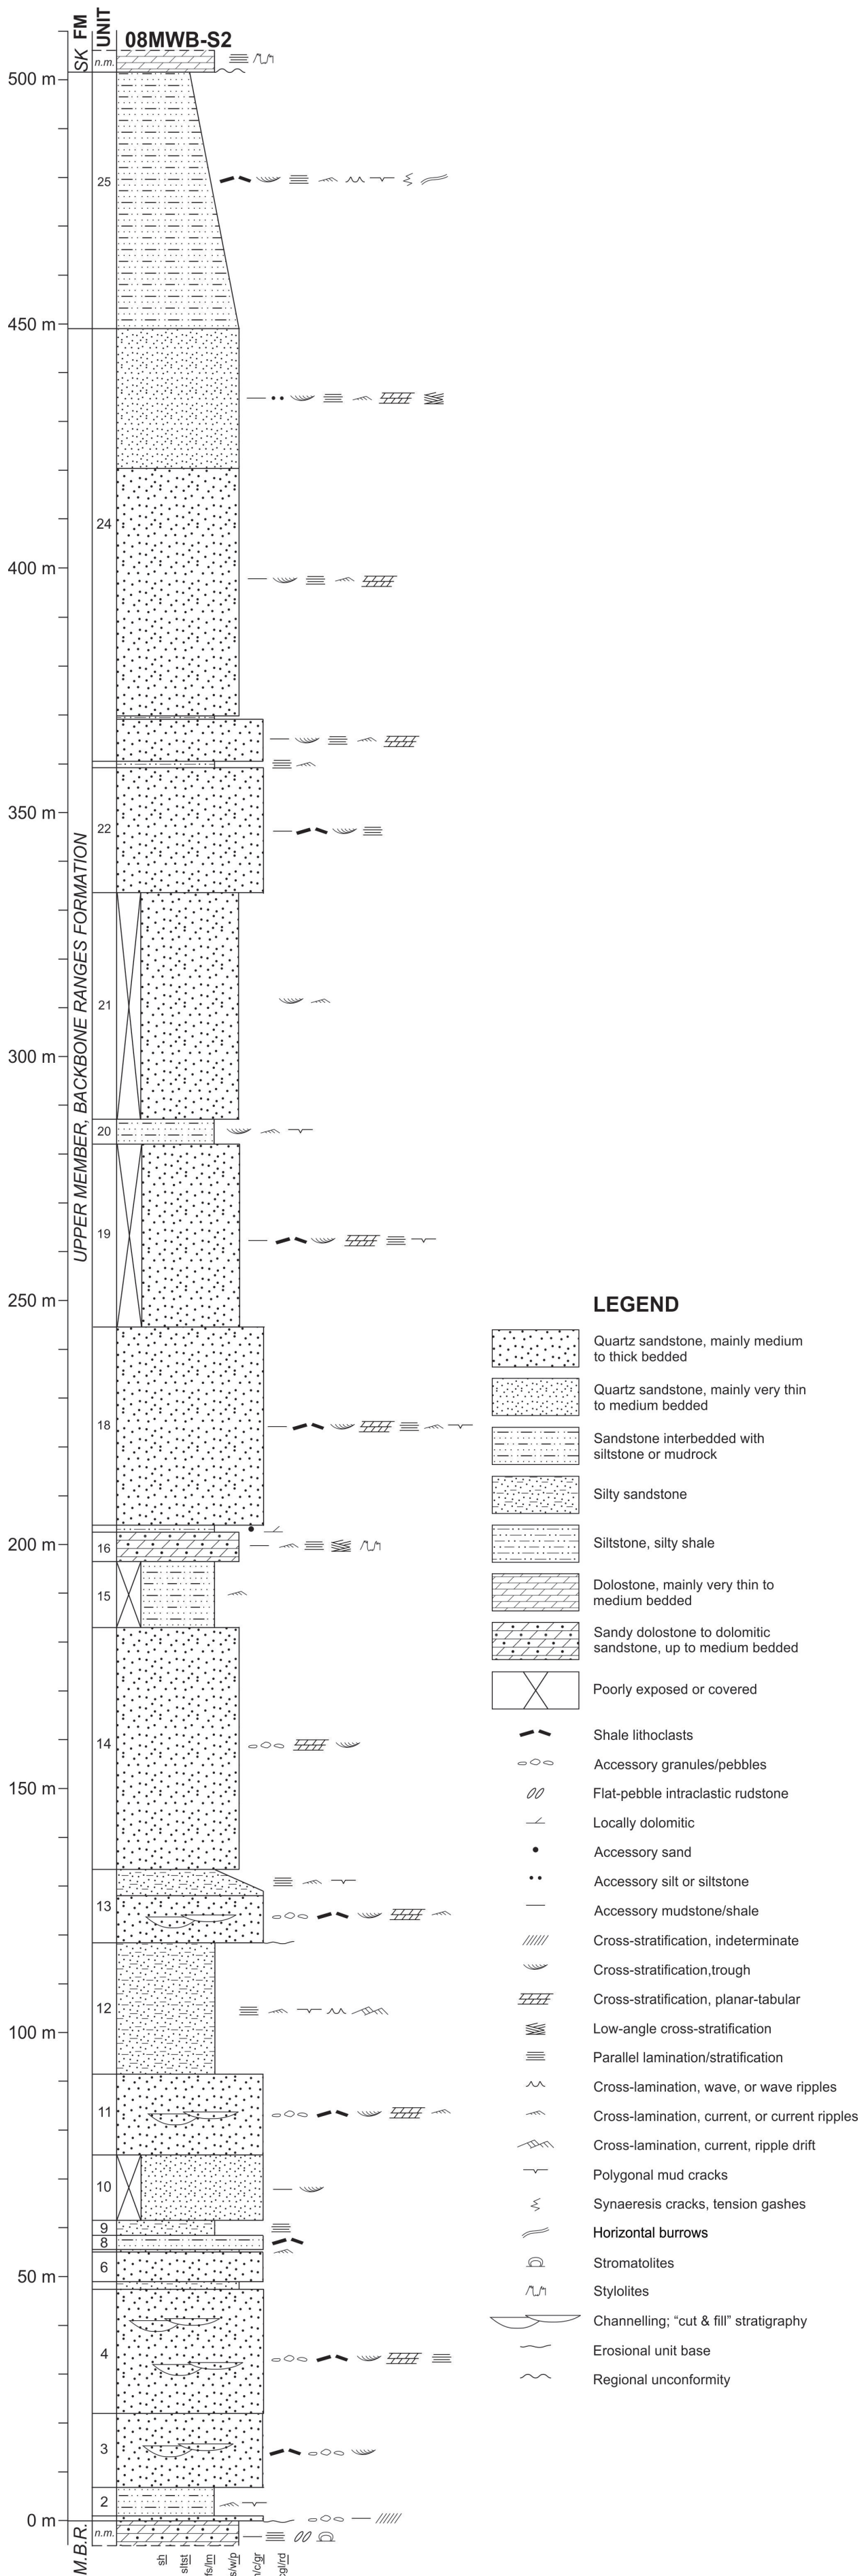 SK FM
UNIT
08MWB-S2
n.m.
500 m
25
450 m
24
400 m
350 m
22
UPPER MEMBER, BACKBONE RANGES FORMATION
21
300 m
20
19
250 m
18
200 m
16
15
14
150 m
13
12
100 m
11
10
9
8
6
50 m
4
3
2
0 m
M.B.R.
n.m.
sh
sltst
fs/lm
s/w/p
/c/gr
cgl/rd
LEGEND
Quartz sandstone, mainly medium
to thick bedded
Quartz sandstone, mainly very thin
to medium bedded
Sandstone interbedded with
siltstone or mudrock
Silty sandstone
Siltstone, silty shale
Dolostone, mainly very thin to
medium bedded
Sandy dolostone to dolomitic
sandstone, up to medium bedded
Poorly exposed or covered
Shale lithoclasts
Accessory granules/pebbles
Flat-pebble intraclastic rudstone
Locally dolomitic
Accessory sand
Accessory silt or siltstone
Accessory mudstone/shale
Cross-stratification, indeterminate
Cross-stratification,trough
Cross-stratification, planar-tabular
Low-angle cross-stratification
Parallel lamination/stratification
Cross-lamination, wave, or wave ripples
Cross-lamination, current, or current ripples
Cross-lamination, current, ripple drift
Polygonal mud cracks
Synaeresis cracks, tension gashes
Horizontal burrows
Stromatolites
Stylolites
Channelling; “cut & fill” stratigraphy
Erosional unit base
Regional unconformity